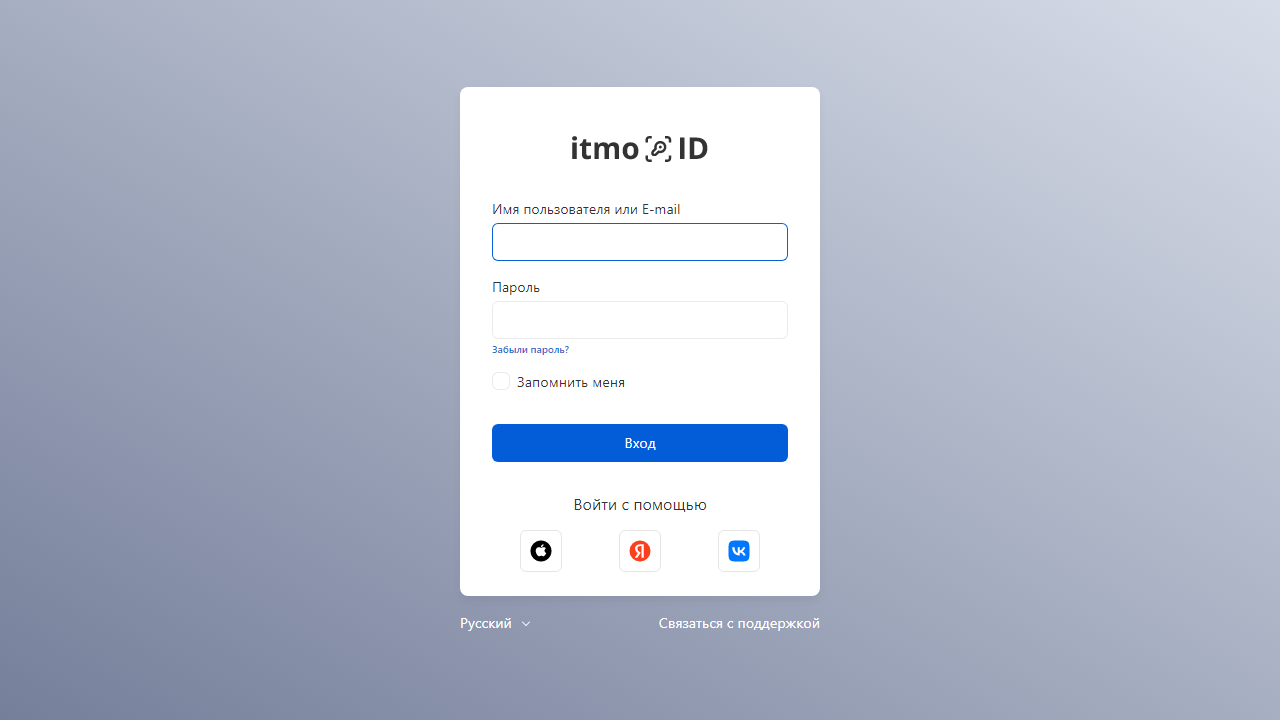 itmo ID
Имя пользователя или E-mail
Пароль
Забыли пароль?
Запомнить меня
Вход
Войти с помощью
Русский
Связаться с поддержкой